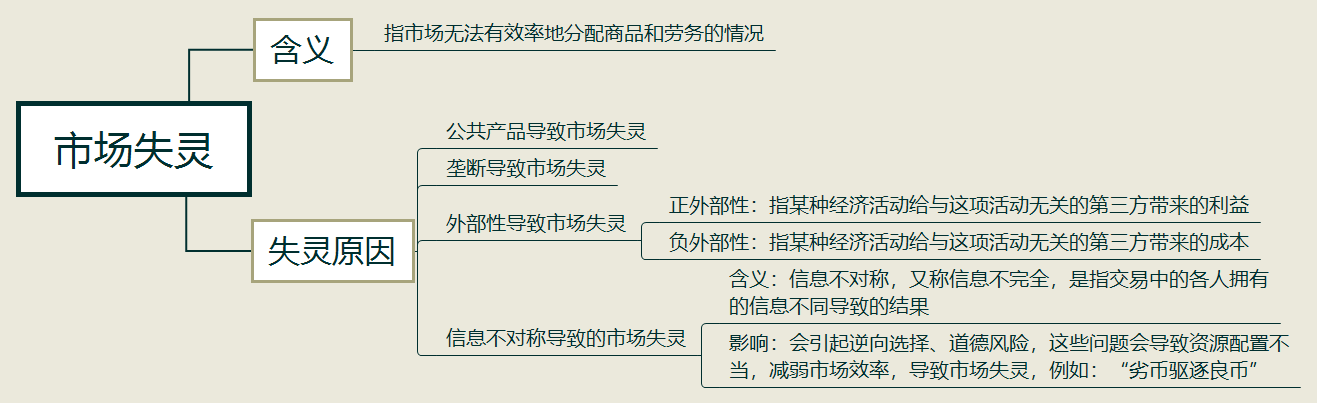 市场失灵
含义
指市场无法有效率地分配商品和劳务的情况
失灵原因
公共产品导致市场失灵
垄断导致市场失灵
外部性导致市场失灵
正外部性：指某种经济活动给与这项活动无关的第三方带来的利益
负外部性：指某种经济活动给与这项活动无关的第三方带来的成本
信息不对称导致的市场失灵
含义：信息不对称，又称信息不完全，是指交易中的各人拥有
的信息不同导致的结果
影响：会引起逆向选择、道德风险，这些问题会导致资源配置不
当，减弱市场效率，导致市场失灵，例如：“劣币驱逐良币”